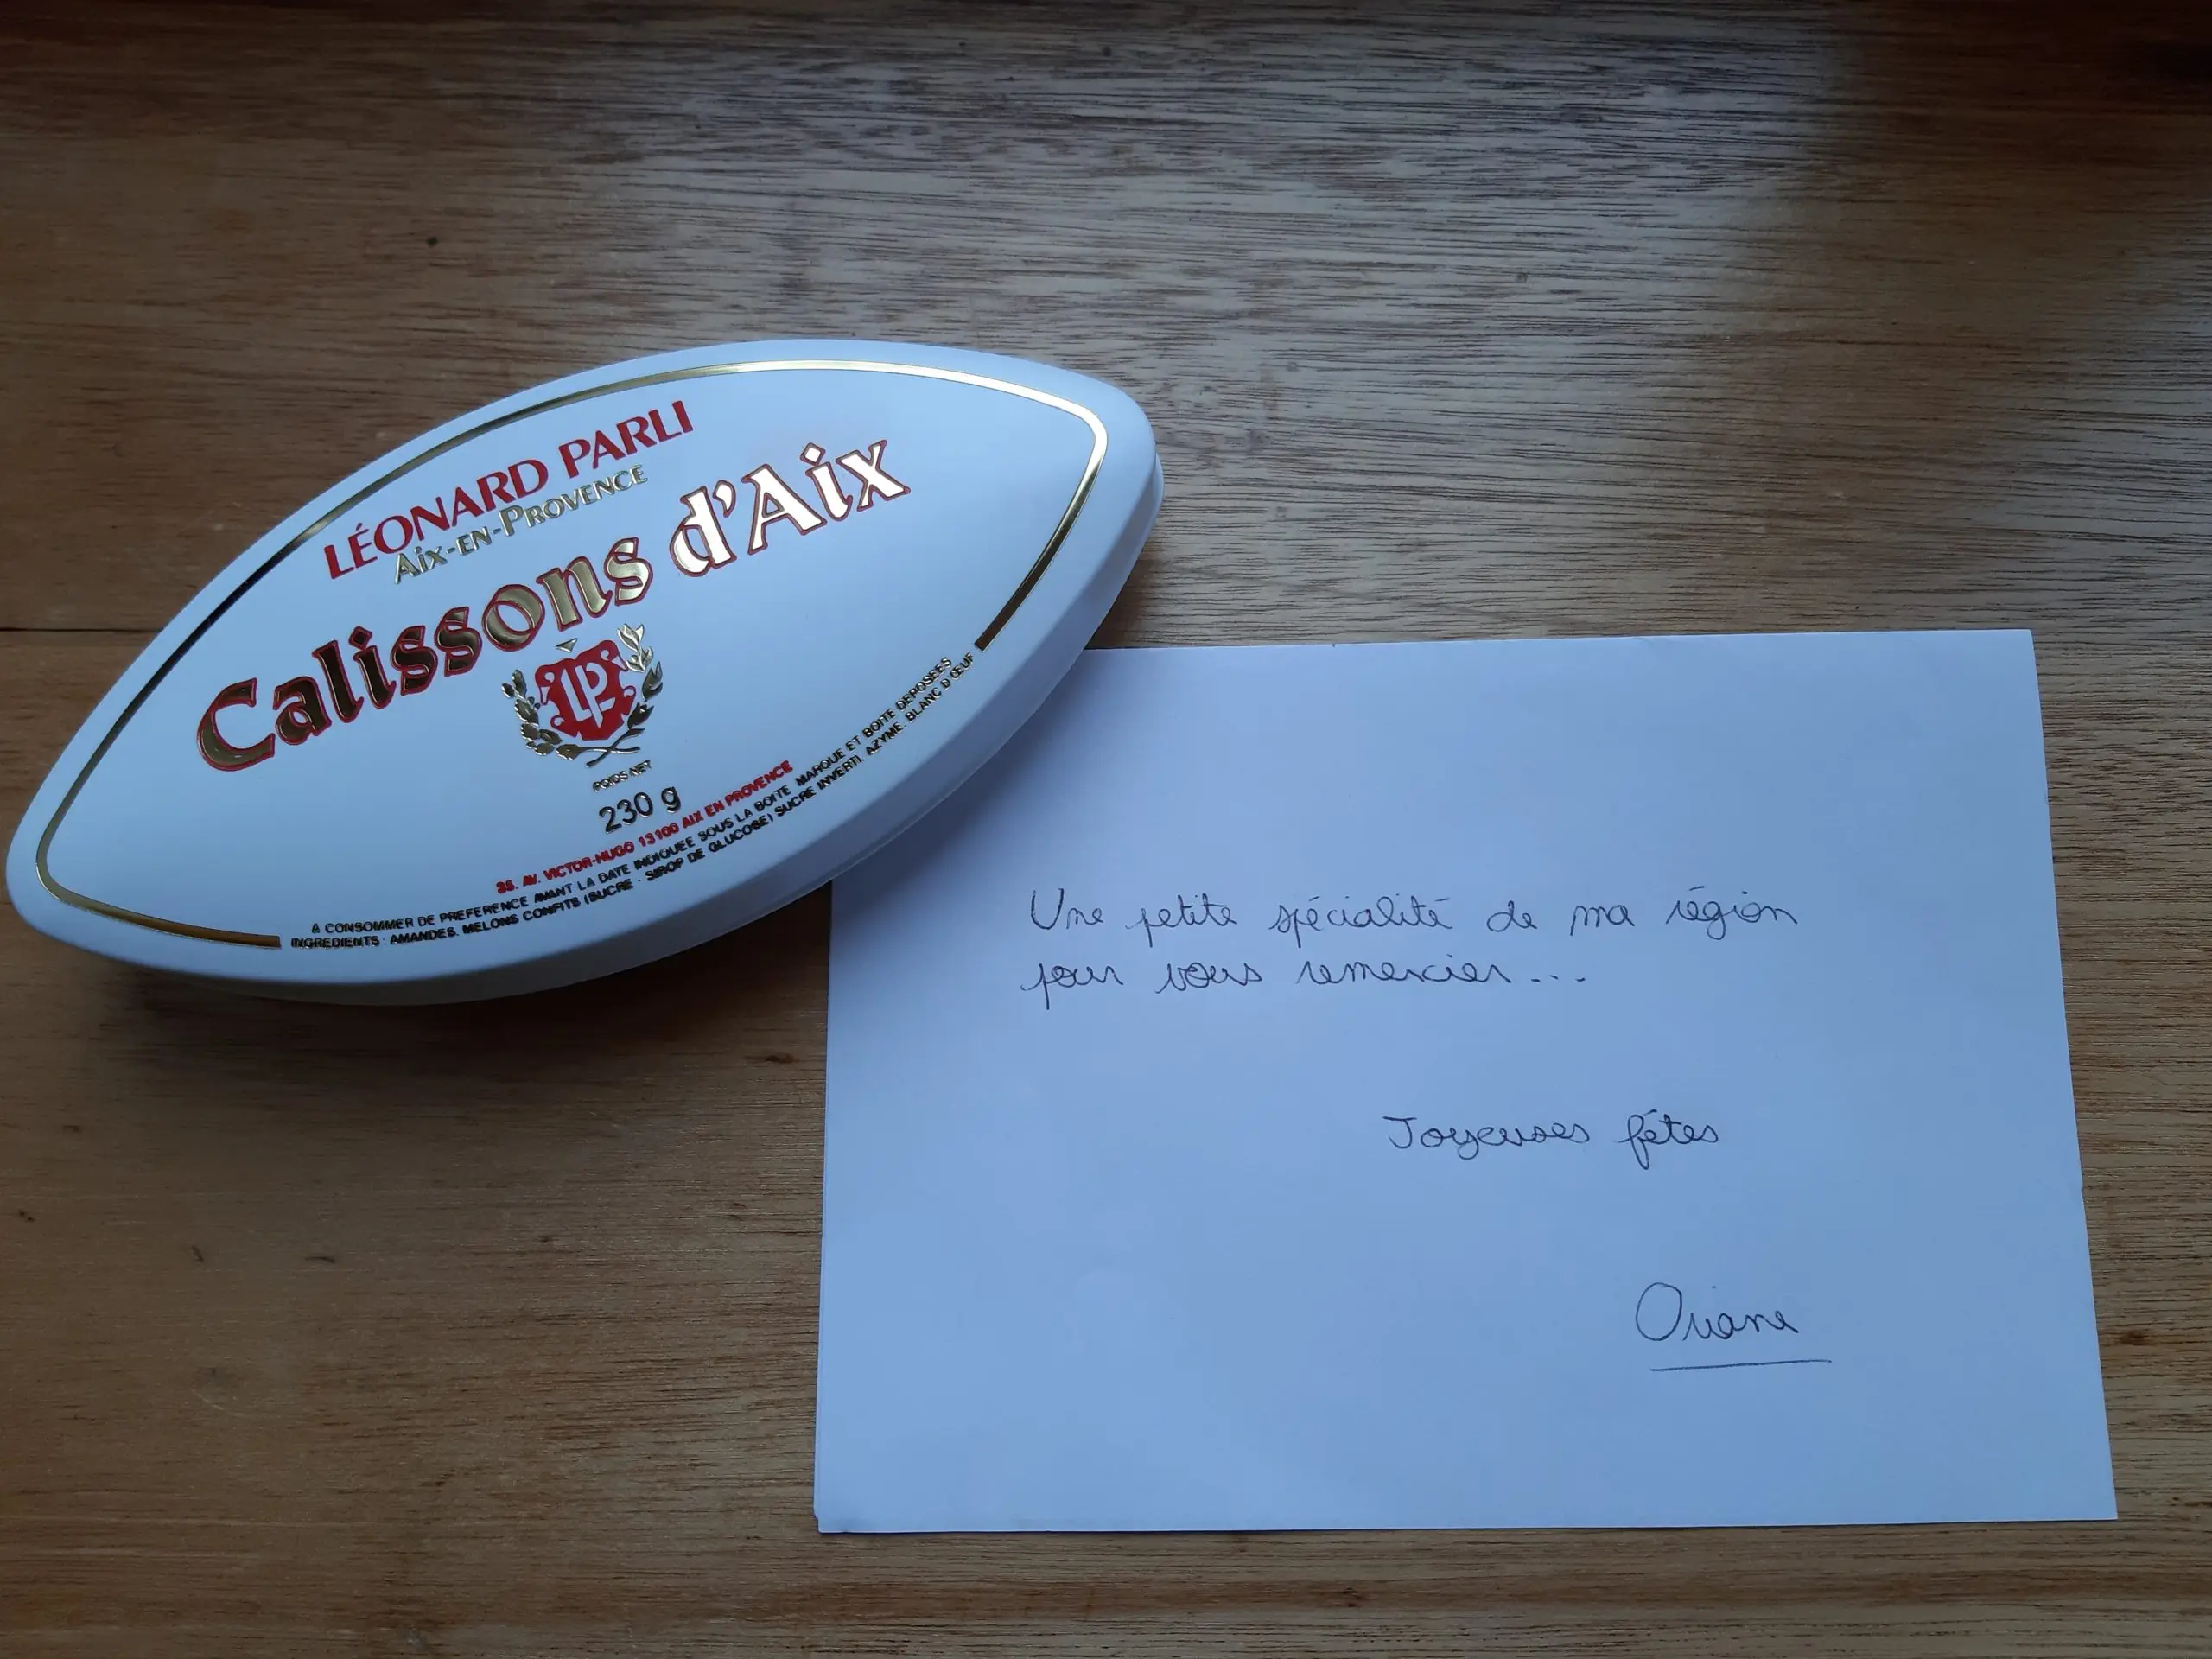 LÉONARD PARLI
AIX-EN-PROVENCE
Calissons d'Aix
LP
POIDS NET
230 g
35. AV. VICTOR-HUGO 13100 AIX EN PROVENCE
A CONSOMMER DE PREFERENCE AVANT LA DATE INDIQUEE SOUS LA BOITE MARQUE ET BOITE DEPOSEES
INGREDIENTS : AMANDES. MELONS CONFITS (SUCRE - SIROP DE GLUCOSE) SUCRE INVERTI. AZYME. BLANC D'ŒUF
Une petite spécialité de ma région
pour vous remercier...
Joyeuses fêtes
Oriane